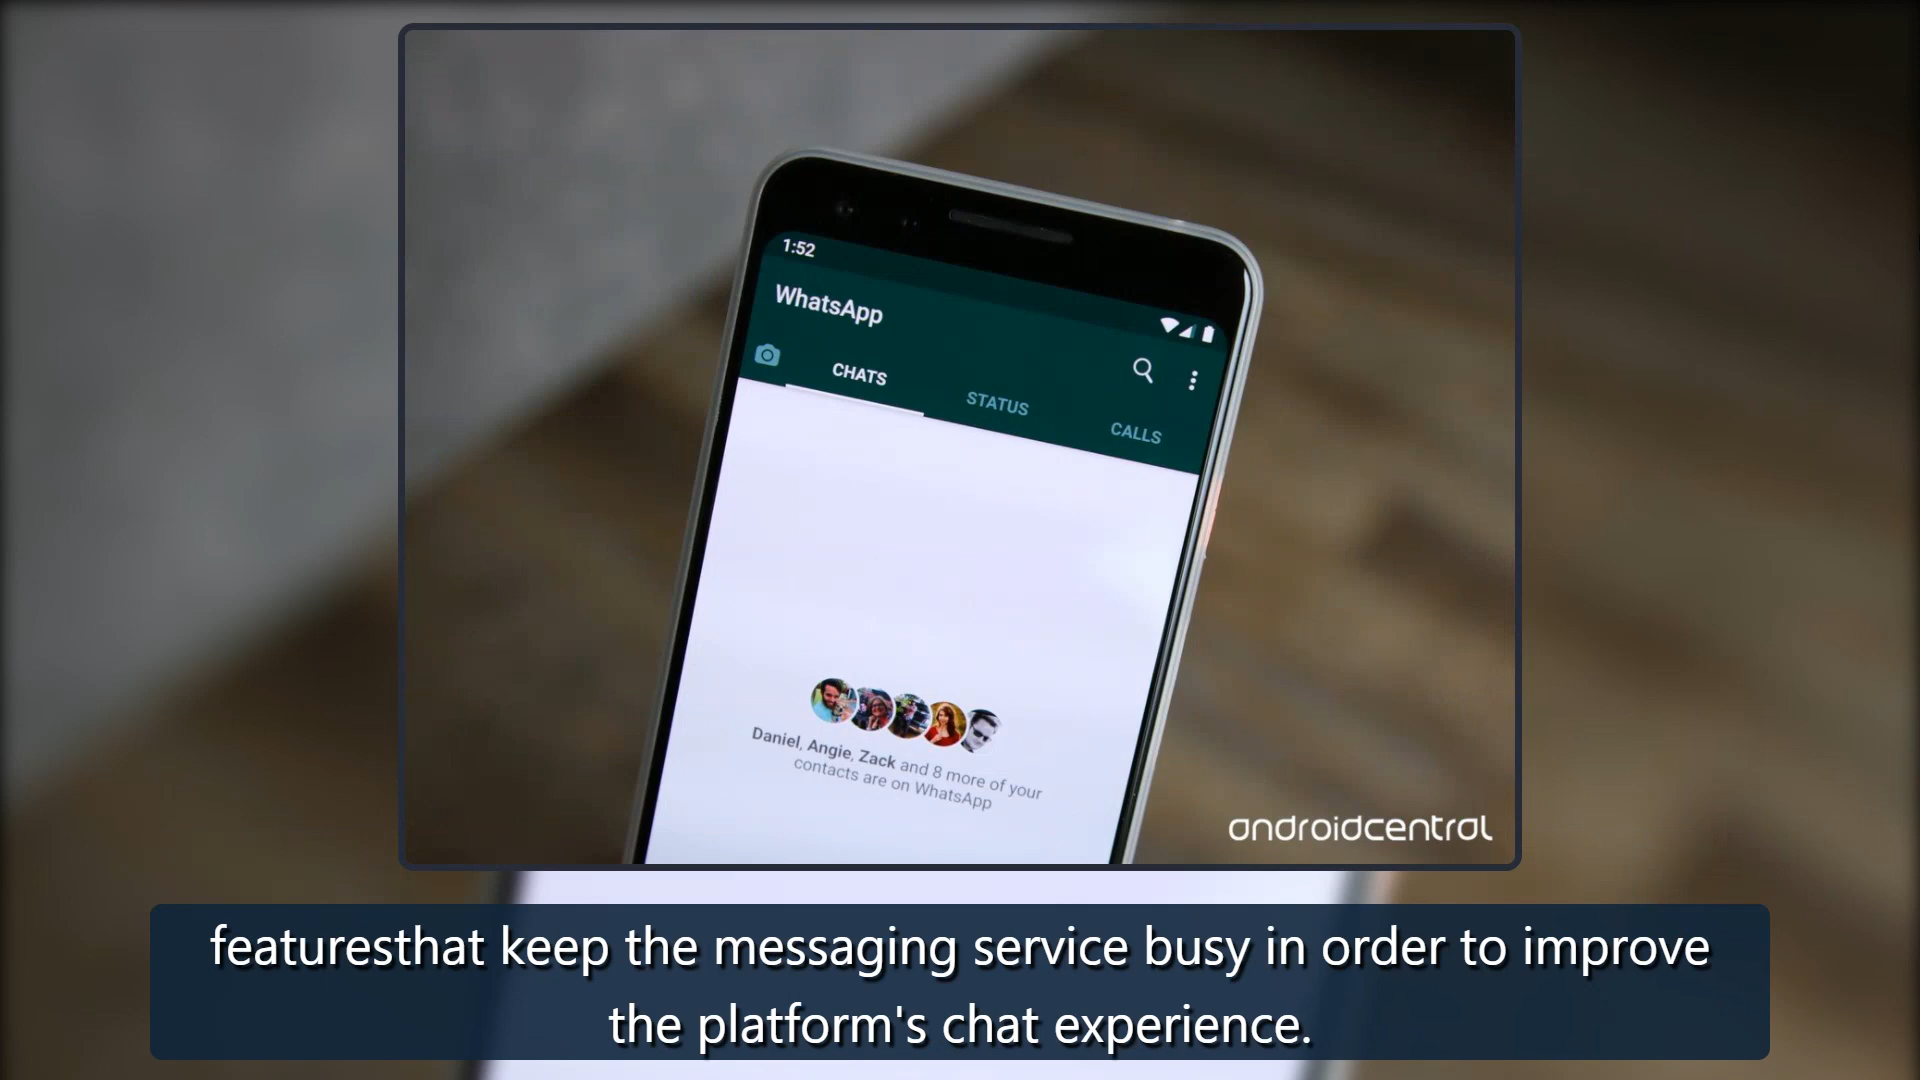 1:52
WhatsApp
CHATS
STATUS
CALLS
Daniel, Angie, Zack and 8 more of your
contacts are on WhatsApp
androidcentral
featuresthat keep the messaging service busy in order to improve
the platform's chat experience.